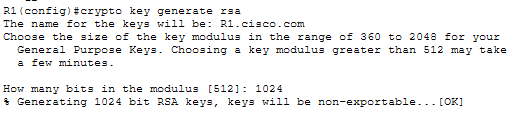 R1(config)#crypto key generate rsa
The name for the keys will be: R1.cisco.com
Choose the size of the key modulus in the range of 360 to 2048 for your
  General Purpose Keys. Choosing a key modulus greater than 512 may take
  a few minutes.

How many bits in the modulus [512]: 1024
% Generating 1024 bit RSA keys, keys will be non-exportable...[OK]